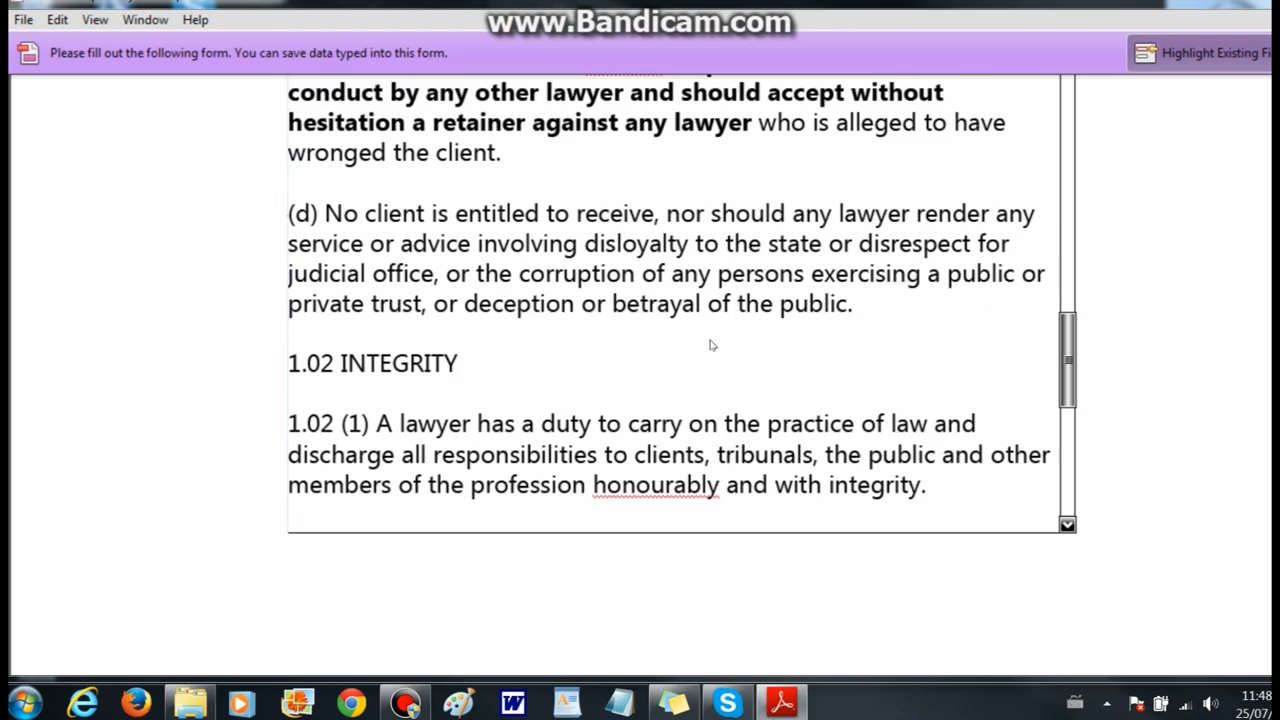 www.Bandicam.com
File Edit View Window Help
Please fill out the following form. You can save data typed into this form.
Highlight Existing Fi
conduct by any other lawyer and should accept without
hesitation a retainer against any lawyer who is alleged to have
wronged the client.
(d) No client is entitled to receive, nor should any lawyer render any
service or advice involving disloyalty to the state or disrespect for
judicial office, or the corruption of any persons exercising a public or
private trust, or deception or betrayal of the public.
1.02 INTEGRITY
1.02 (1) A lawyer has a duty to carry on the practice of law and
discharge all responsibilities to clients, tribunals, the public and other
members of the profession honourably and with integrity.
11:48
25/07/